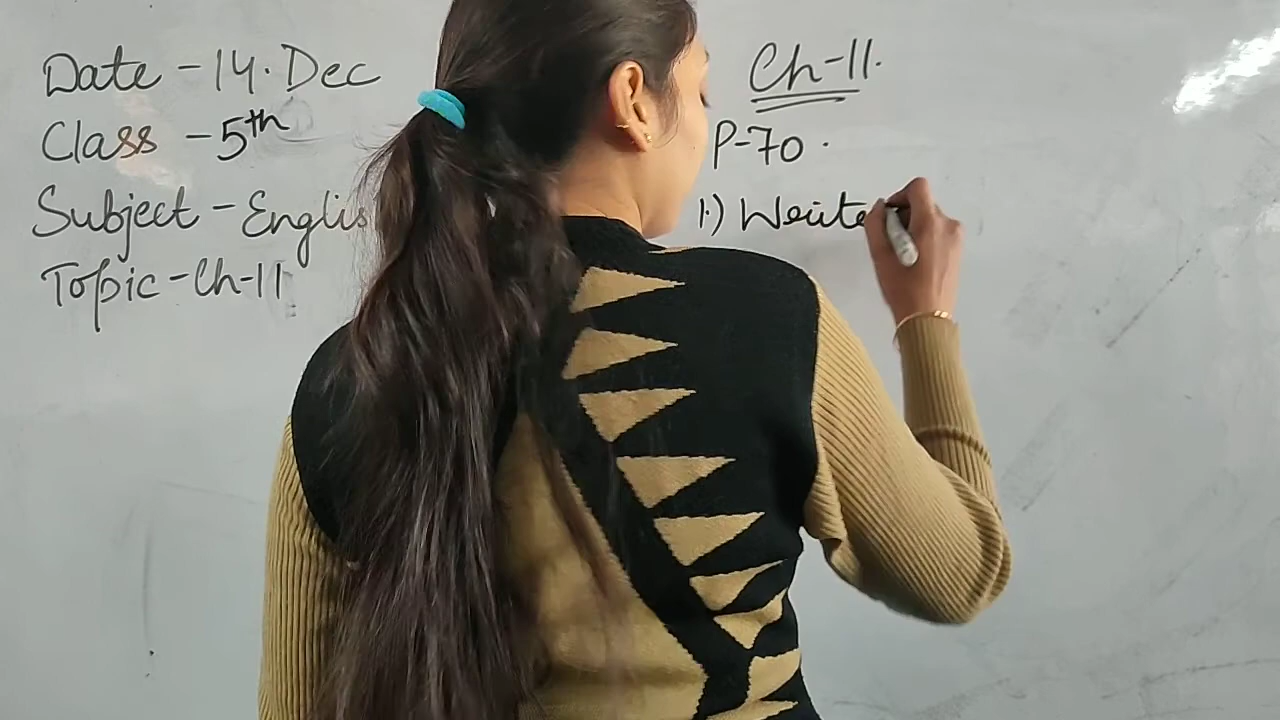 Date - 14. Dec
Class - 5th
Subject - Englis
Topic - Ch-11
Ch-11.
P-70.
1.) Write